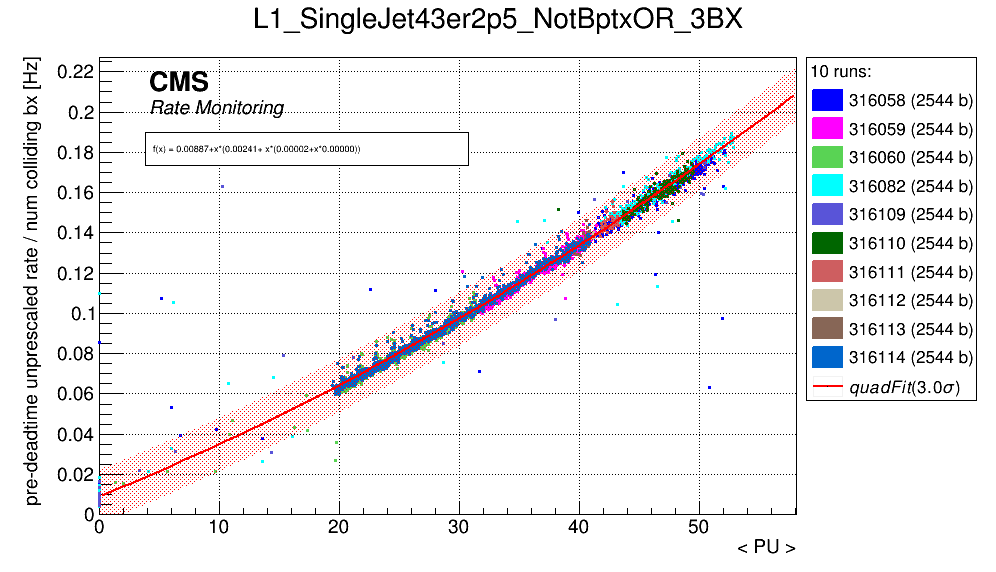 L1_SingleJet43er2p5_NotBptxOR_3BX
pre-deadtime unprescaled rate / num colliding bx [Hz]
0.22
0.2
0.18
0.16
0.14
0.12
0.1
0.08
0.06
0.04
0.02
0
CMS
Rate Monitoring
f(x) = 0.00887+x*(0.00241+ x*(0.00002+x*0.00000))
0 10 20 30 40 50
< PU >
10 runs:
316058 (2544 b)
316059 (2544 b)
316060 (2544 b)
316082 (2544 b)
316109 (2544 b)
316110 (2544 b)
316111 (2544 b)
316112 (2544 b)
316113 (2544 b)
316114 (2544 b)
quadFit(3.0σ)